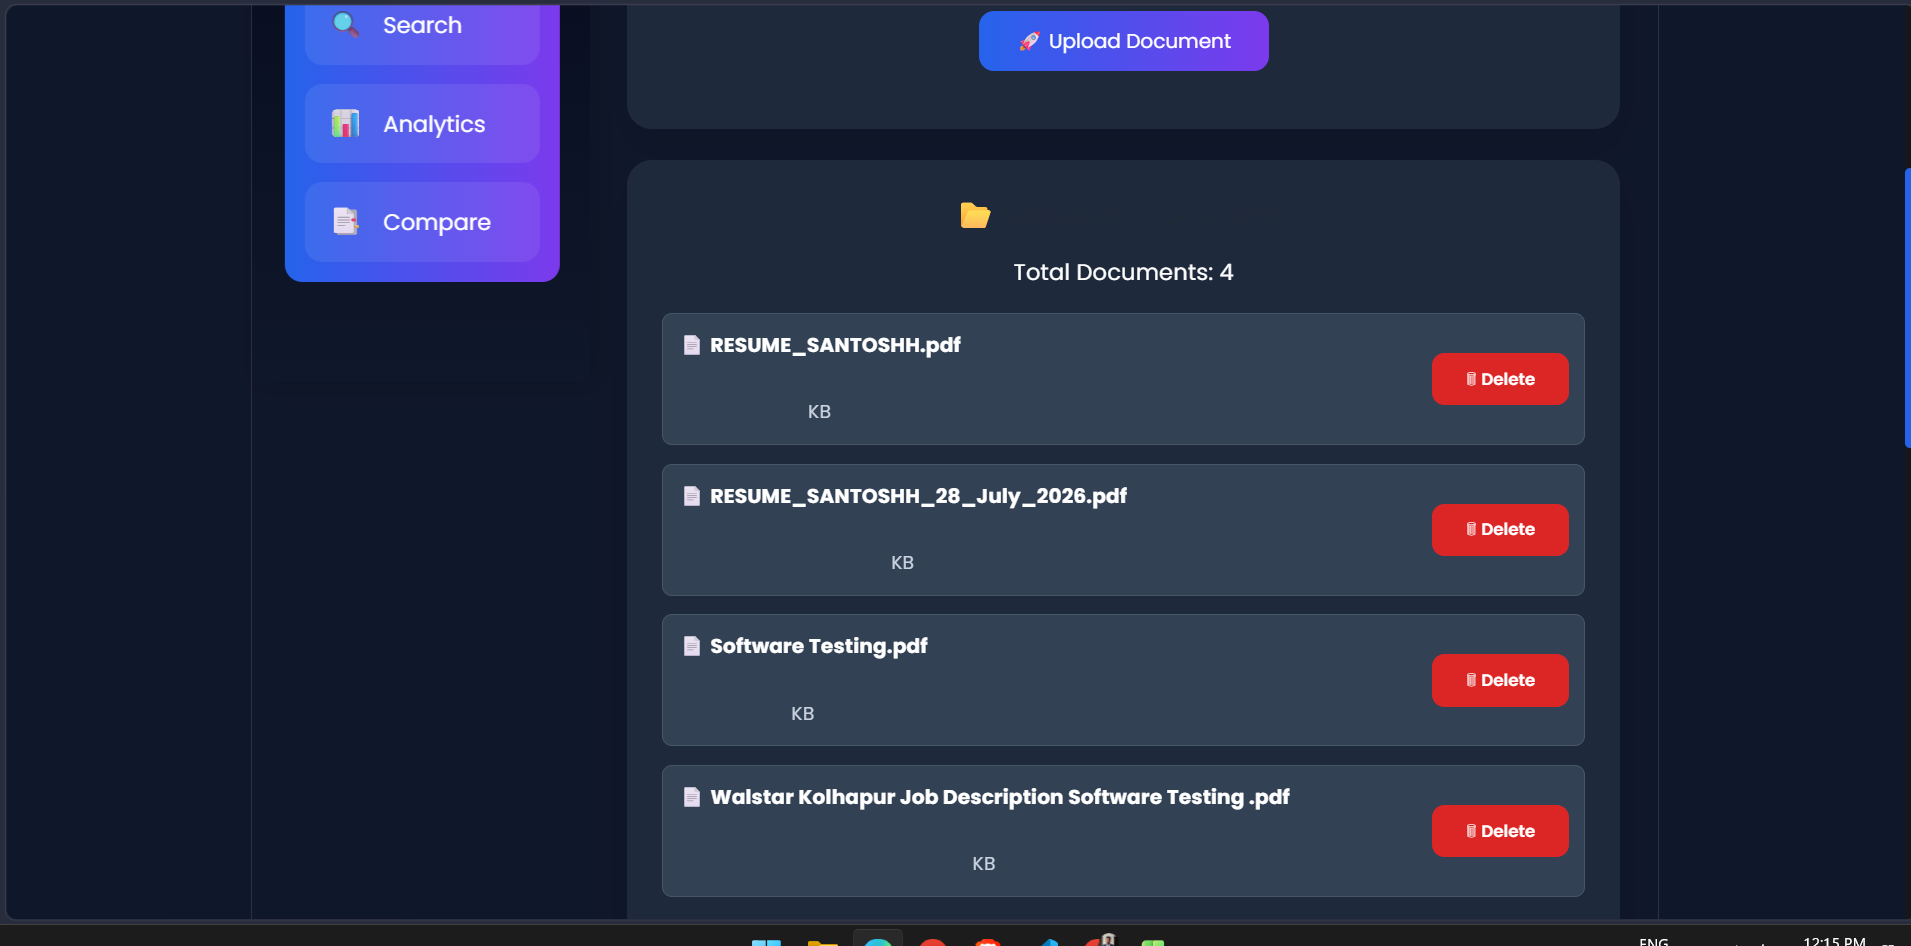 Search
Analytics
Compare
Upload Document
Total Documents: 4
RESUME_SANTOSHH.pdf
KB
Delete
RESUME_SANTOSHH_28_July_2026.pdf
KB
Delete
Software Testing.pdf
KB
Delete
Walstar Kolhapur Job Description Software Testing .pdf
KB
Delete
ENG
12:15 PM